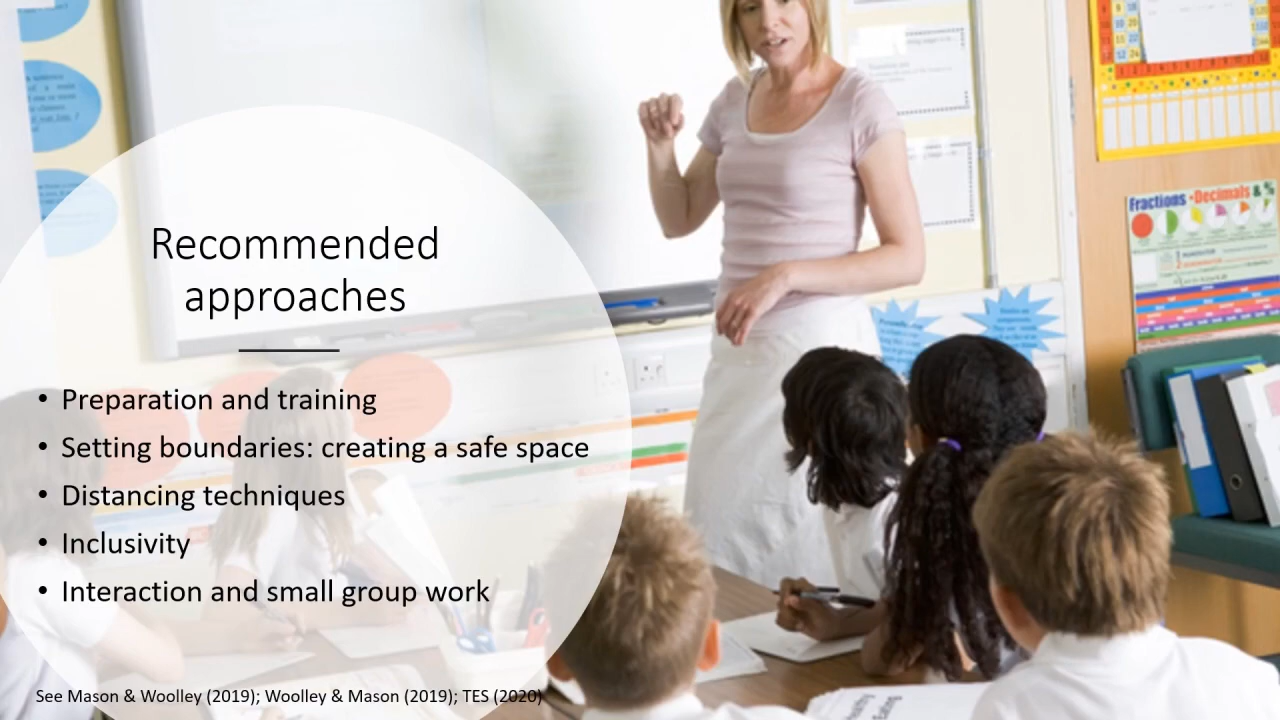 Recommended
approaches
• Preparation and training
• Setting boundaries: creating a safe space
• Distancing techniques
• Inclusivity
• Interaction and small group work
See Mason & Woolley (2019); Woolley & Mason (2019); TES (2020)
Fractions •Decimals & %
Eating